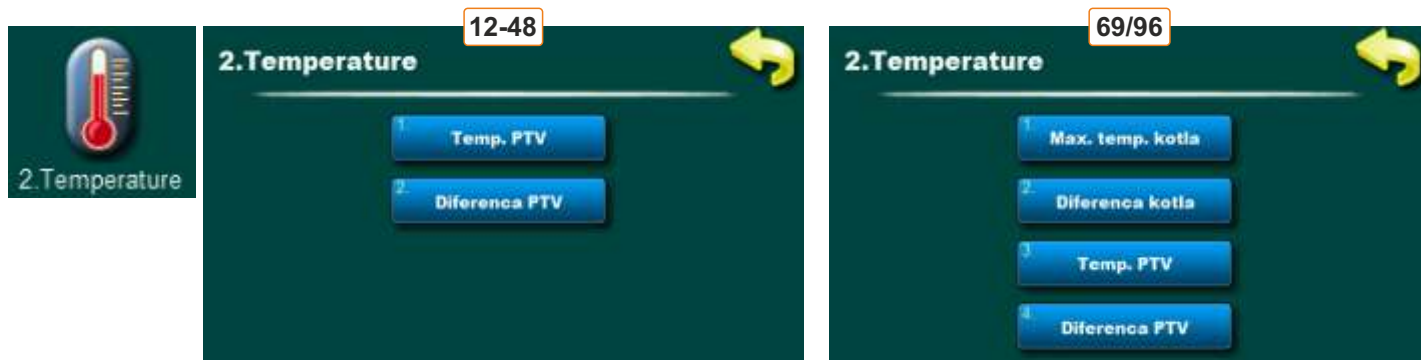 2.Temperature
12-48
2.Temperature
1.
Temp. PTV
2.
Diferenca PTV
69/96
2.Temperature
1.
Max. temp. kotla
2.
Diferenca kotla
3.
Temp. PTV
4.
Diferenca PTV